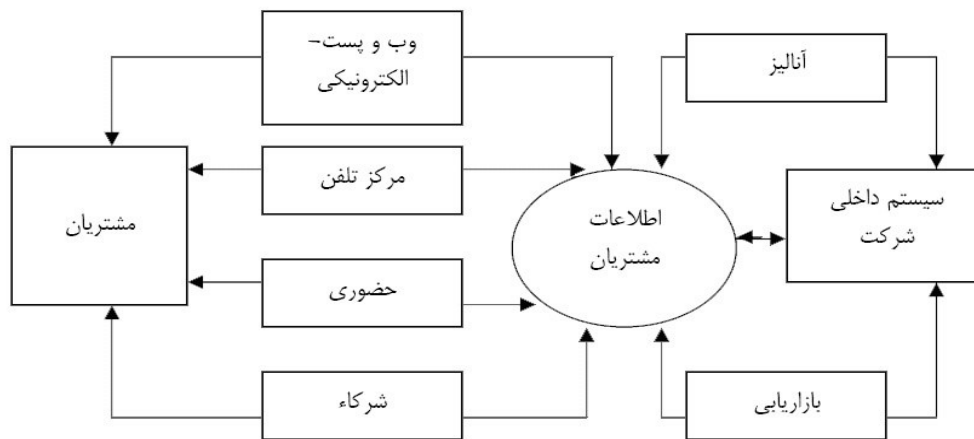 وب و پست-
الکترونیکی
آنالیز
مرکز تلفن
مشتریان
اطلاعات
مشتریان
سیستم داخلی
شرکت
حضوری
شرکاء
بازاریابی